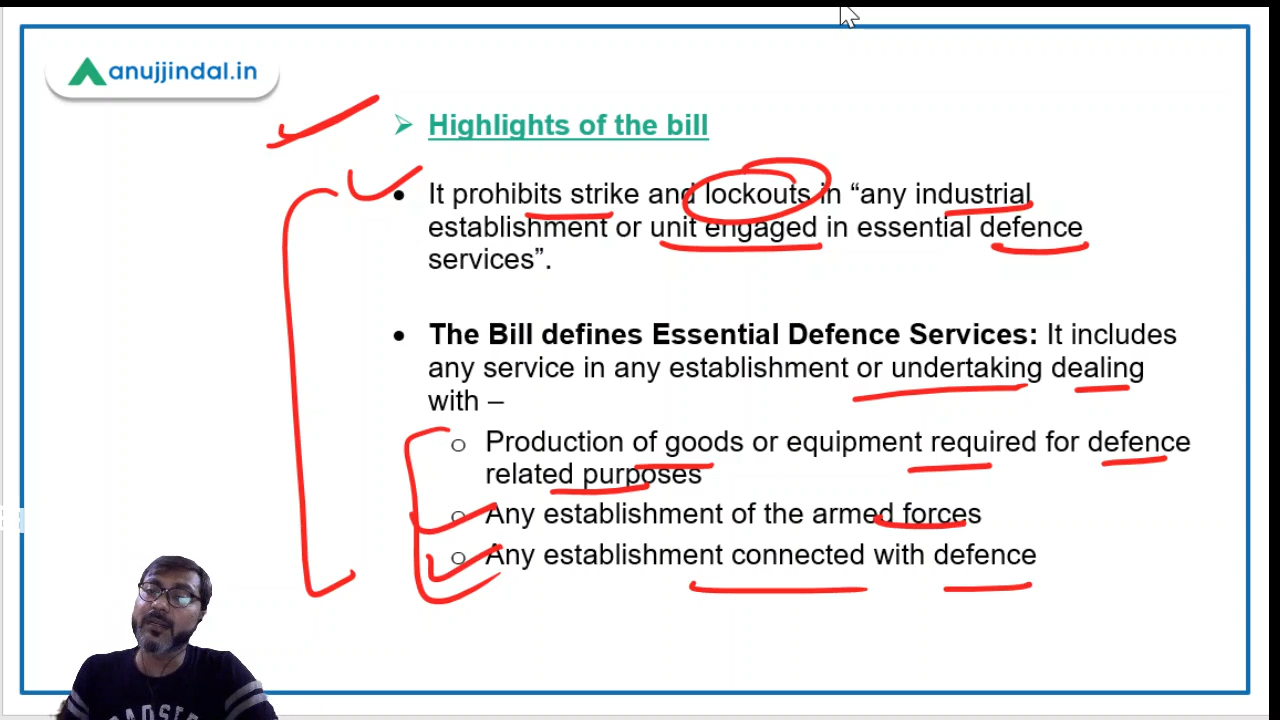 anujjindal.in
Highlights of the bill
It prohibits strike and lockouts in “any industrial
establishment or unit engaged in essential defence
services”.
The Bill defines Essential Defence Services: It includes
any service in any establishment or undertaking dealing
with –
Production of goods or equipment required for defence
related purposes
Any establishment of the armed forces
Any establishment connected with defence